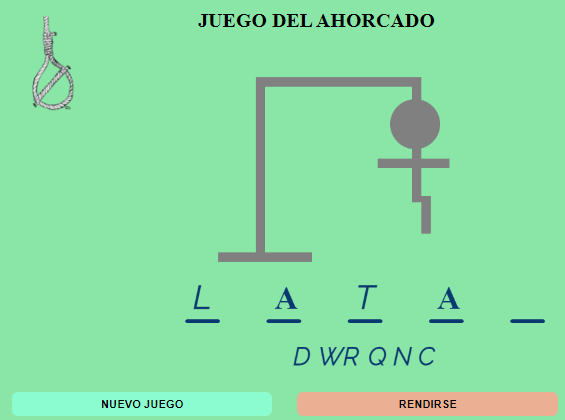 JUEGO DEL AHORCADO
L A T A _
D W R Q N C
NUEVO JUEGO
RENDIRSE